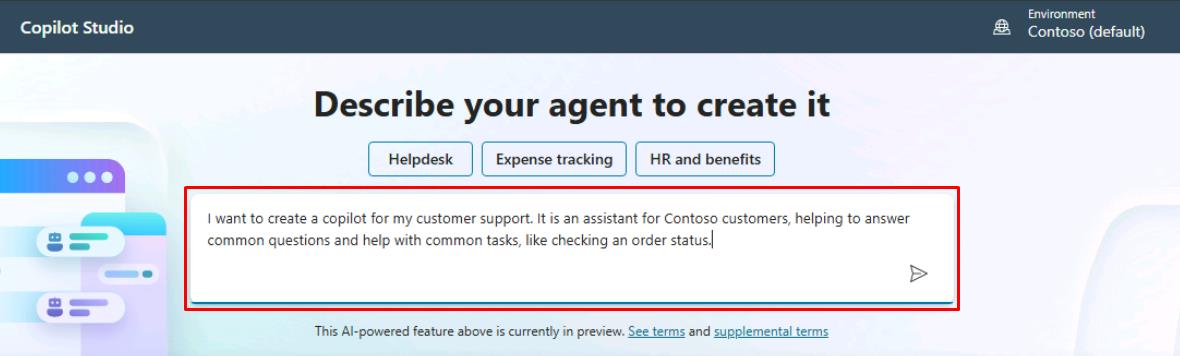 Copilot Studio
Environment
Contoso (default)
Describe your agent to create it
Helpdesk
Expense tracking
HR and benefits
I want to create a copilot for my customer support. It is an assistant for Contoso customers, helping to answer
common questions and help with common tasks, like checking an order status.
This AI-powered feature above is currently in preview. See terms and supplemental terms